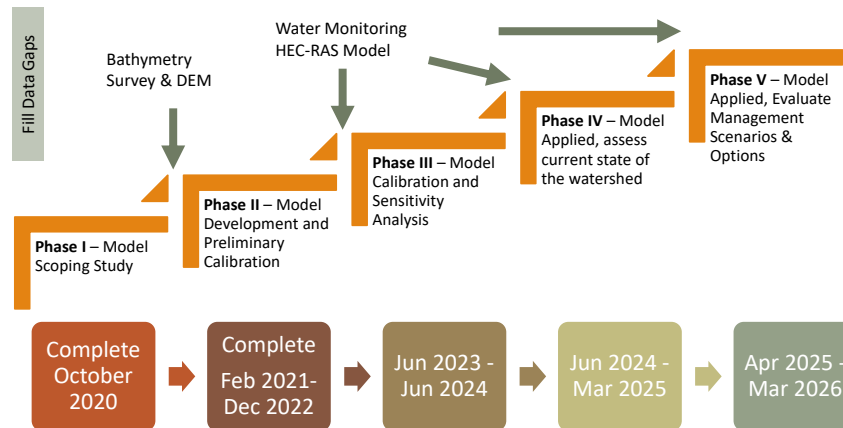 Fill Data Gaps
Bathymetry
Survey & DEM
Water Monitoring
HEC-RAS Model
Phase I – Model
Scoping Study
Phase II – Model
Development and
Preliminary
Calibration
Phase III – Model
Calibration and
Sensitivity
Analysis
Phase IV – Model
Applied, assess
current state of
the watershed
Phase V – Model
Applied, Evaluate
Management
Scenarios &
Options
Complete
October
2020
Complete
Feb 2021-
Dec 2022
Jun 2023 -
Jun 2024
Jun 2024 -
Mar 2025
Apr 2025 -
Mar 2026